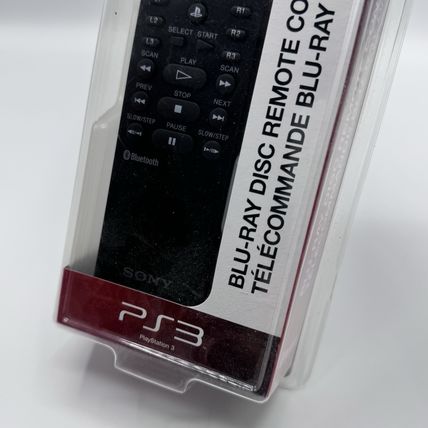 R1
L2 R2
L3 R3
SELECT START
SCAN PLAY SCAN
PREV STOP NEXT
SLOW/STEP PAUSE SLOW/STEP
Bluetooth
SONY
PS3
PlayStation 3
BLU-RAY DISC REMOTE CO
TÉLÉCOMMANDE BLU-RAY